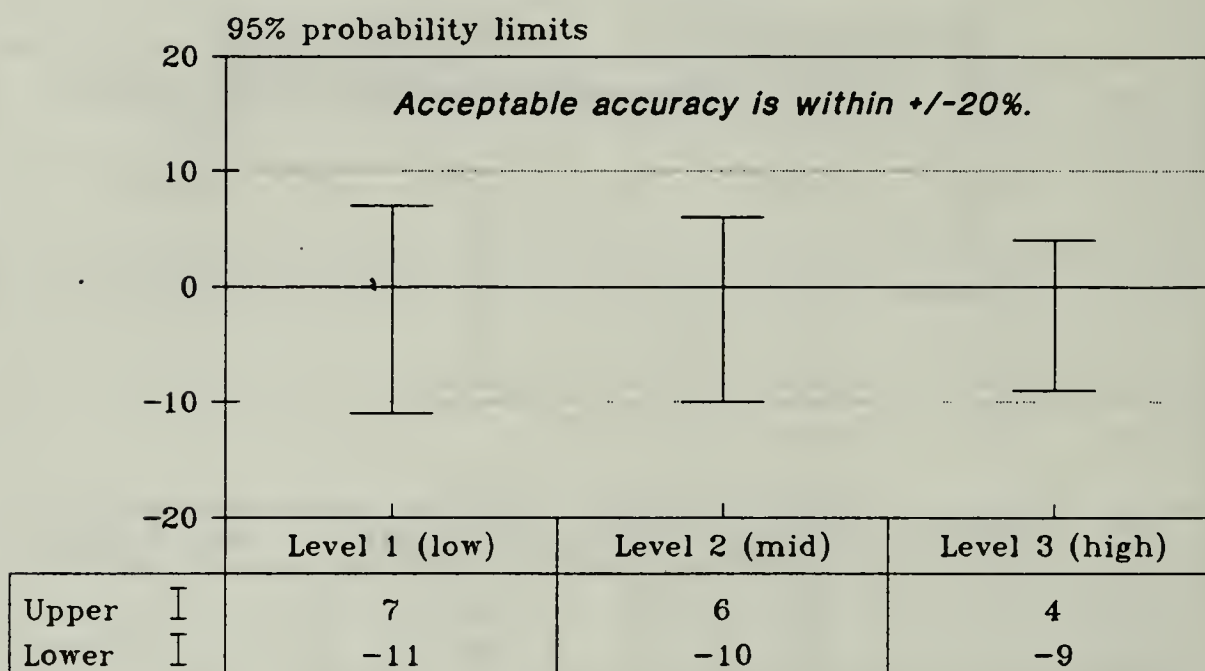 95% probability limits
20
Acceptable accuracy is within +/-20%.
10
0
-10
-20
Level 1 (low) Level 2 (mid) Level 3 (high)
Upper 7 6 4
Lower -11 -10 -9